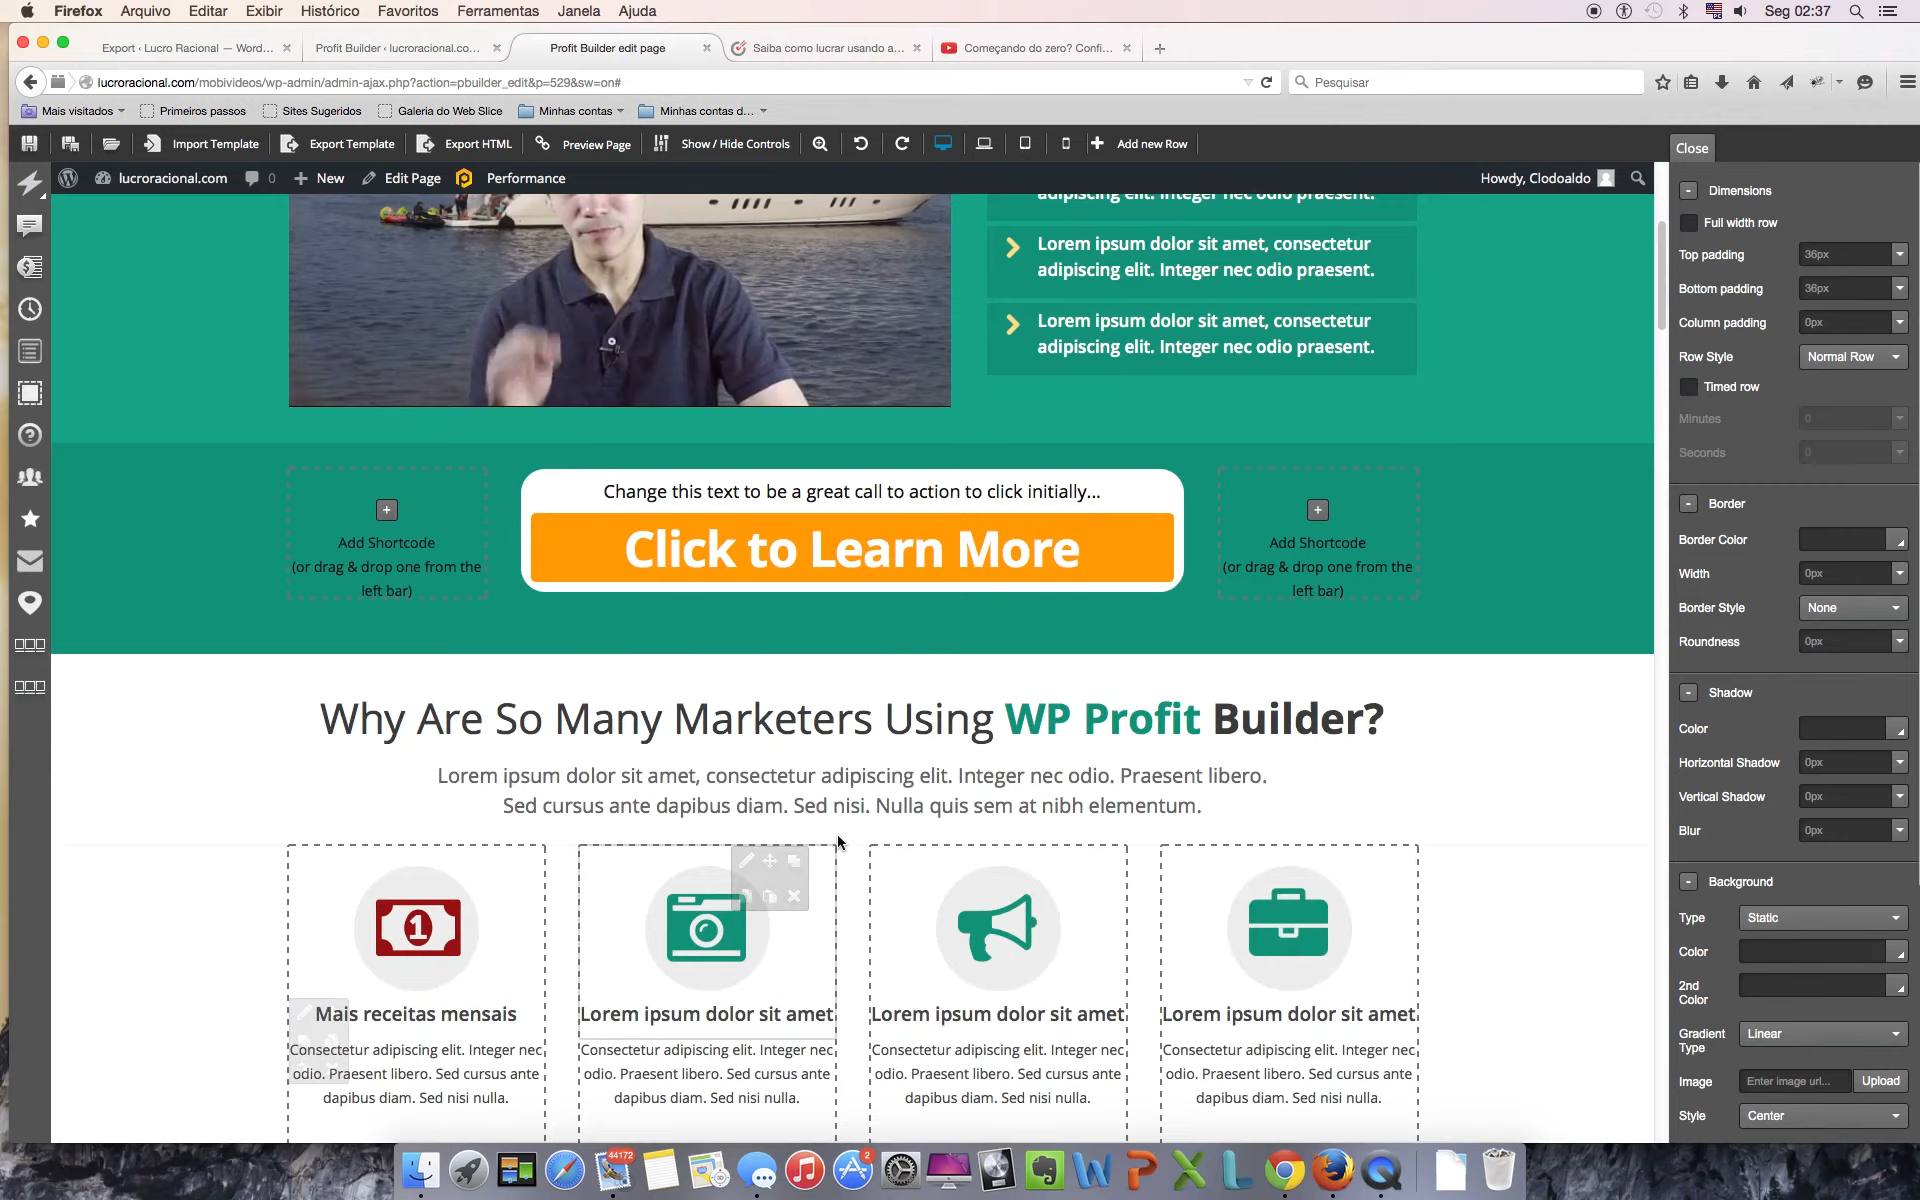 Firefox Arquivo Editar Exibir Histórico Favoritos Ferramentas Janela Ajuda Seg 02:37
Export ‹ Lucro Racional — Word...
Profit Builder ‹ lucroracional.co...
Profit Builder edit page
Saiba como lucrar usando a...
Começando do zero? Confi...
lucroracional.com/mobivideos/wp-admin/admin-ajax.php?action=pbuilder_edit&p=529&sw=on#
Pesquisar
Mais visitados Primeiros passos Sites Sugeridos Galeria do Web Slice Minhas contas Minhas contas d...
Import Template Export Template Export HTML Preview Page Show / Hide Controls Add new Row
Close
lucroracional.com 0 New Edit Page Performance Howdy, Clodoaldo
adipiscing elit. Integer nec odio praesent.
Lorem ipsum dolor sit amet, consectetur
adipiscing elit. Integer nec odio praesent.
Lorem ipsum dolor sit amet, consectetur
adipiscing elit. Integer nec odio praesent.
Add Shortcode
(or drag & drop one from the
left bar)
Change this text to be a great call to action to click initially...
Click to Learn More
Add Shortcode
(or drag & drop one from the
left bar)
Why Are So Many Marketers Using WP Profit Builder?
Lorem ipsum dolor sit amet, consectetur adipiscing elit. Integer nec odio. Praesent libero.
Sed cursus ante dapibus diam. Sed nisi. Nulla quis sem at nibh elementum.
1
Mais receitas mensais
Consectetur adipiscing elit. Integer nec
odio. Praesent libero. Sed cursus ante
dapibus diam. Sed nisi nulla.
Lorem ipsum dolor sit amet
Consectetur adipiscing elit. Integer nec
odio. Praesent libero. Sed cursus ante
dapibus diam. Sed nisi nulla.
Lorem ipsum dolor sit amet
Consectetur adipiscing elit. Integer nec
odio. Praesent libero. Sed cursus ante
dapibus diam. Sed nisi nulla.
Lorem ipsum dolor sit amet
Consectetur adipiscing elit. Integer nec
odio. Praesent libero. Sed cursus ante
dapibus diam. Sed nisi nulla.
- Dimensions
Full width row
Top padding 36px
Bottom padding 36px
Column padding 0px
Row Style Normal Row
Timed row
Minutes 0
Seconds 0
- Border
Border Color
Width 0px
Border Style None
Roundness 0px
- Shadow
Color
Horizontal Shadow 0px
Vertical Shadow 0px
Blur 0px
- Background
Type Static
Color
2nd
Color
Gradient
Type
Linear
Image Enter image url... Upload
Style Center
44172
2